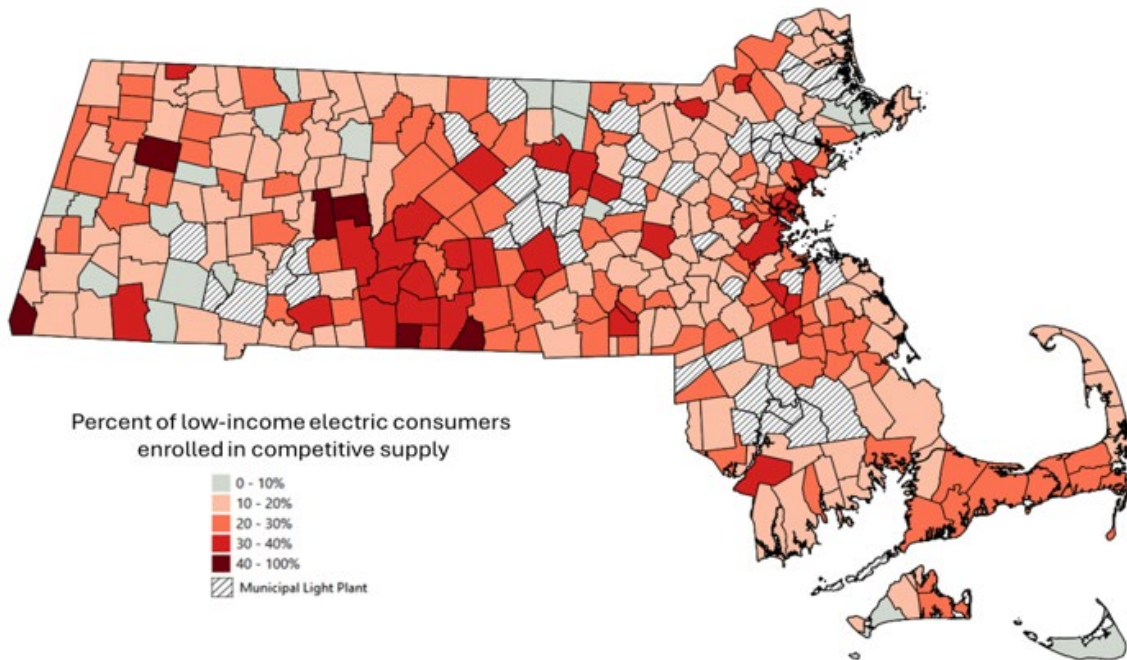 Percent of low-income electric consumers
enrolled in competitive supply
0 - 10%
10 - 20%
20 - 30%
30 - 40%
40 - 100%
Municipal Light Plant